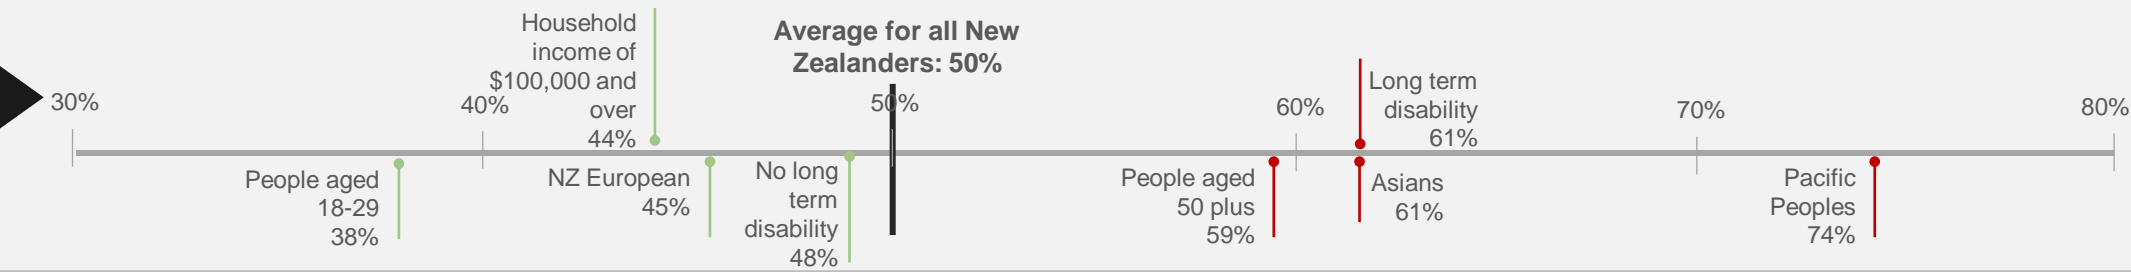 Household
income of
$100,000 and
over
44%
Average for all New
Zealanders: 50%
Long term
disability
61%
30%
40%
50%
60%
70%
80%
People aged
18-29
38%
NZ European
45%
No long
term
disability
48%
People aged
50 plus
59%
Asians
61%
Pacific
Peoples
74%